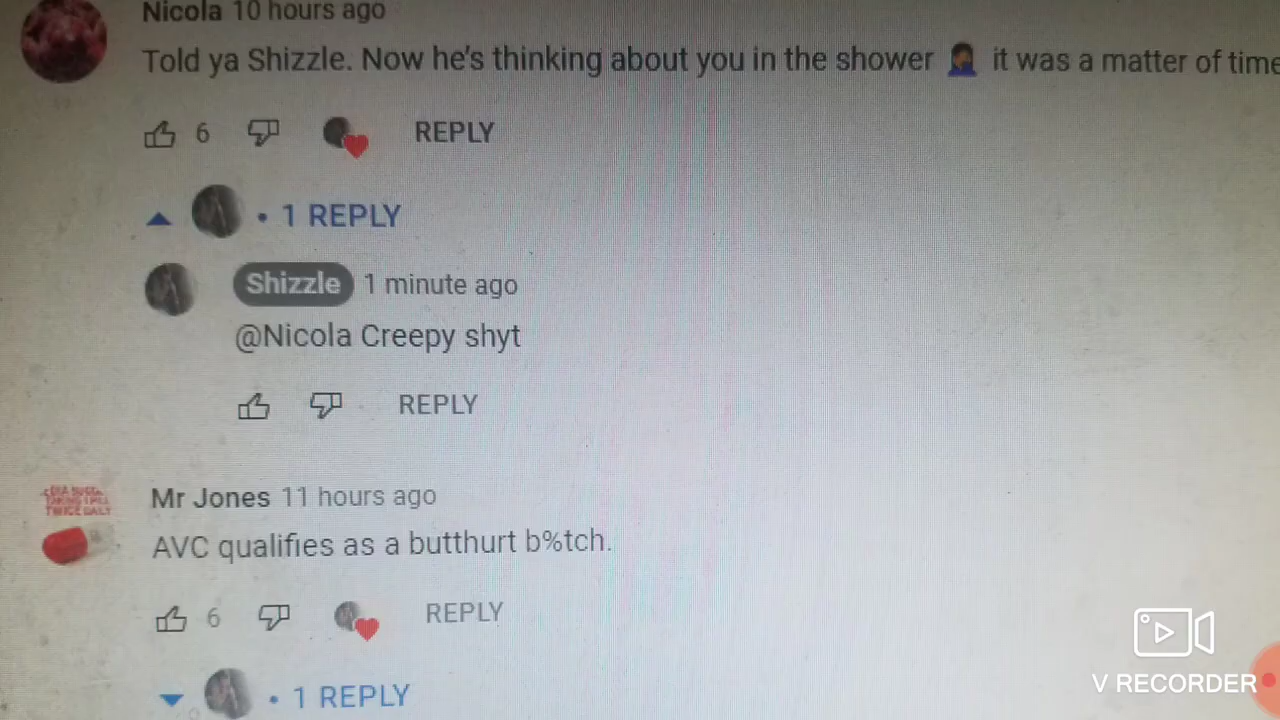 Nicola 10 hours ago
Told ya Shizzle. Now he's thinking about you in the shower 🤦🏾‍♀️ it was a matter of time
6 REPLY
• 1 REPLY
Shizzle 1 minute ago
@Nicola Creepy shyt
REPLY
Mr Jones 11 hours ago
TWICE DAILY
AVC qualifies as a butthurt b%tch.
6 REPLY
• 1 REPLY
V RECORDER